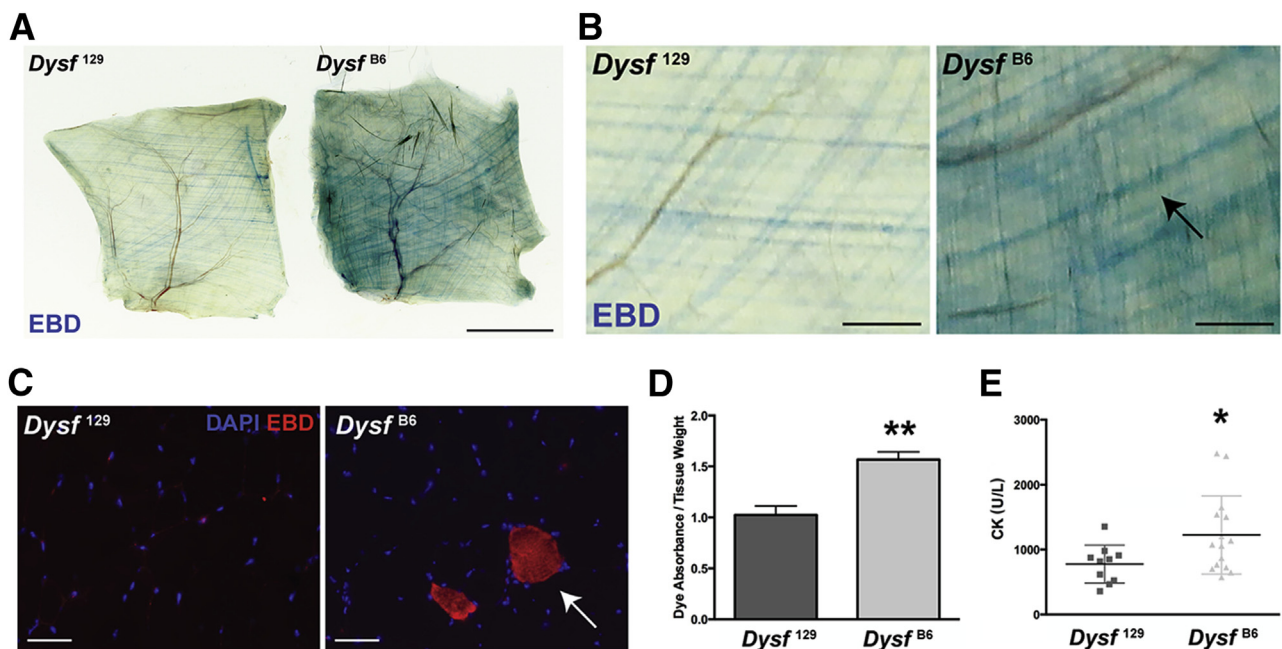 A
Dysf 129
Dysf B6
EBD
B
Dysf 129
Dysf B6
EBD
C
Dysf 129
DAPI EBD
Dysf B6
D
Dye Absorbance / Tissue Weight
2.0
1.5
1.0
0.5
0.0
**
Dysf 129
Dysf B6
E
CK (U/L)
3000
2000
1000
0
*
Dysf 129
Dysf B6